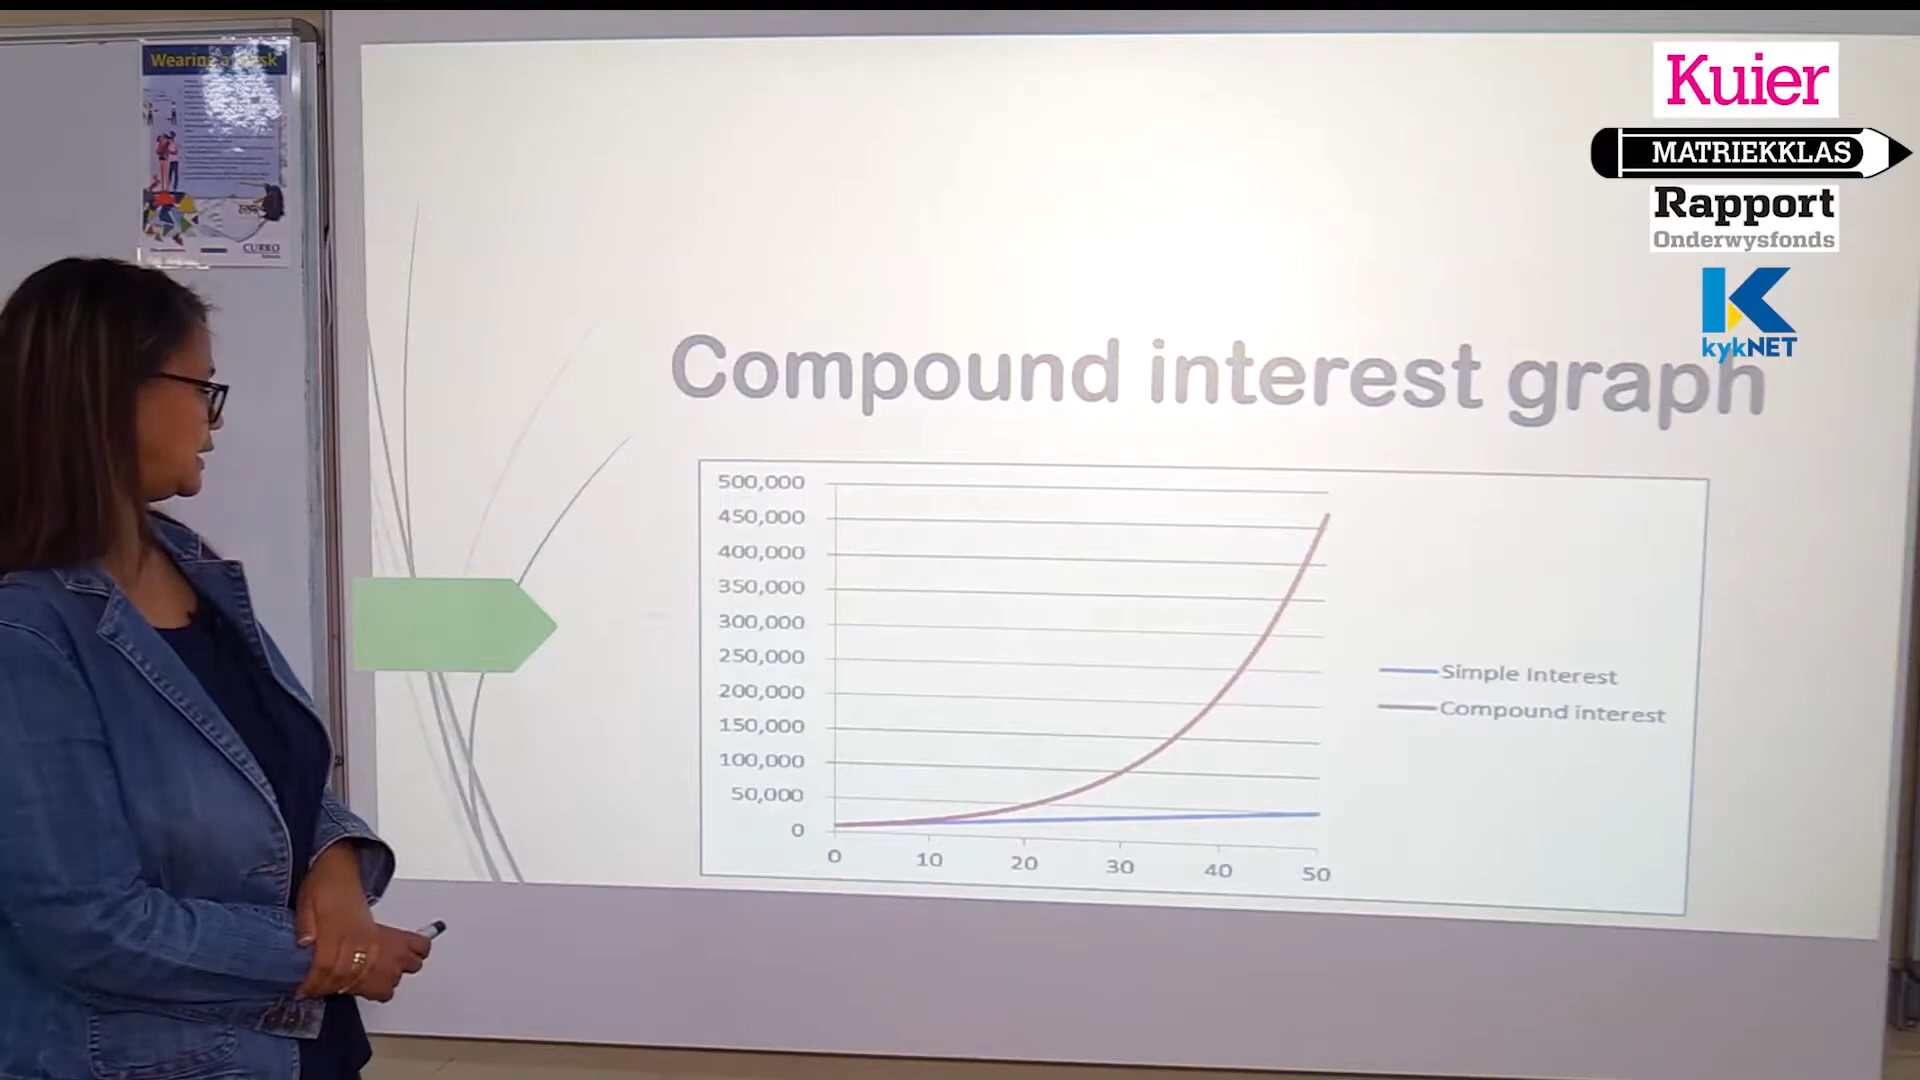 Wearing a Mask
CURRO
Kuier
MATRIEKKLAS
Rapport
Onderwysfonds
kykNET
Compound interest graph
500,000
450,000
400,000
350,000
300,000
250,000
200,000
150,000
100,000
50,000
0
0 10 20 30 40 50
Simple Interest
Compound interest